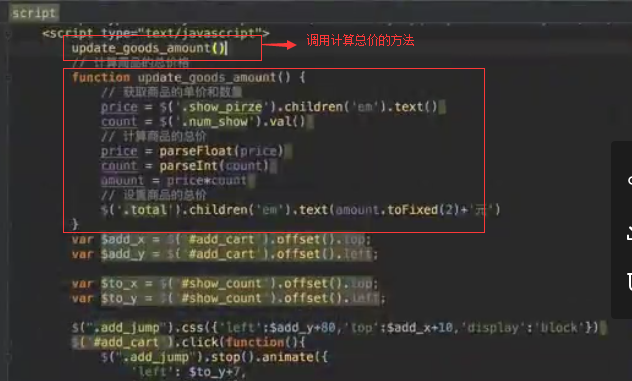 script
<script type="text/javascript">
update_goods_amount() 调用计算总价的方法
// 计算商品的总价格
function update_goods_amount() {
// 获取商品的单价和数量
price = $('.show_pirze').children('em').text()
count = $('.num_show').val()
// 计算商品的总价
price = parseFloat(price)
count = parseInt(count)
amount = price*count
// 设置商品的总价
$('.total').children('em').text(amount.toFixed(2)+'元')
}
var $add_x = $('#add_cart').offset().top;
var $add_y = $('#add_cart').offset().left;
var $to_x = $('#show_count').offset().top;
var $to_y = $('#show_count').offset().left;
$(".add_jump").css({'left':$add_y+80,'top':$add_x+10,'display':'block'})
$('#add_cart').click(function(){
$(".add_jump").stop().animate({
'left': $to_y+7,